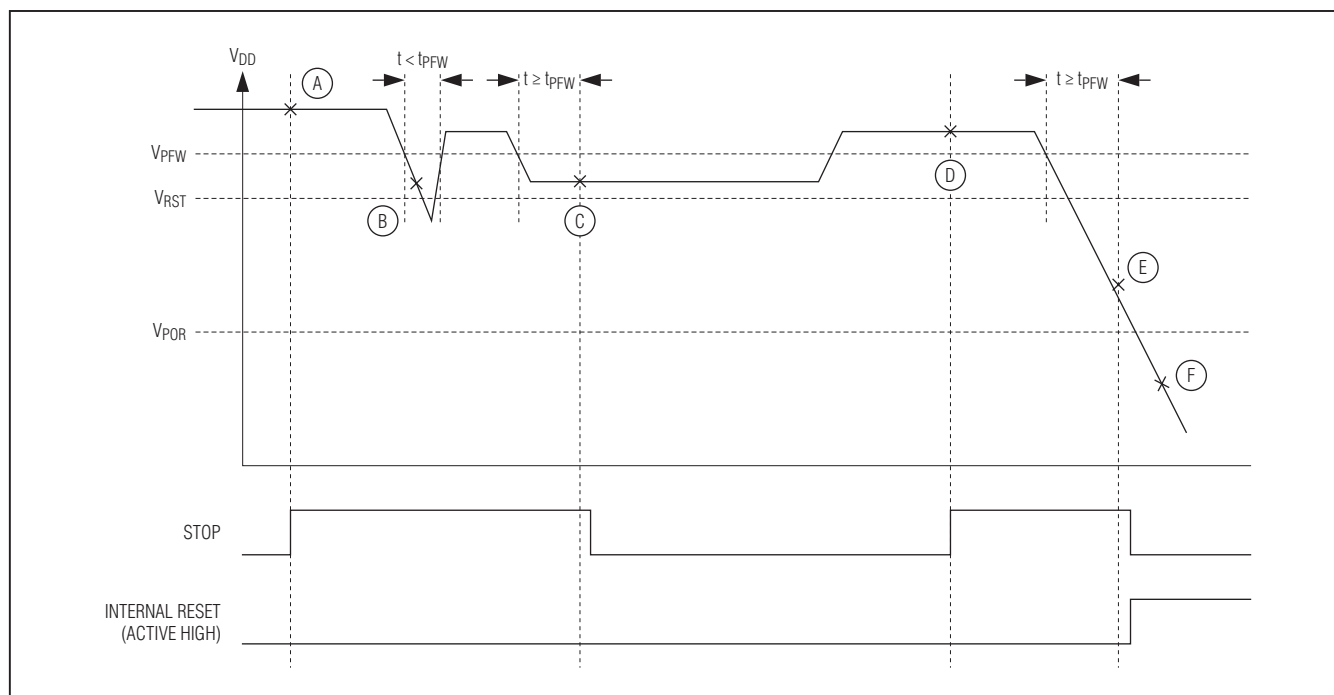 VDD
t < tPFW
t ≥ tPFW
t ≥ tPFW
A
VPFW
VRST
B
C
D
E
VPOR
F
STOP
INTERNAL RESET
(ACTIVE HIGH)